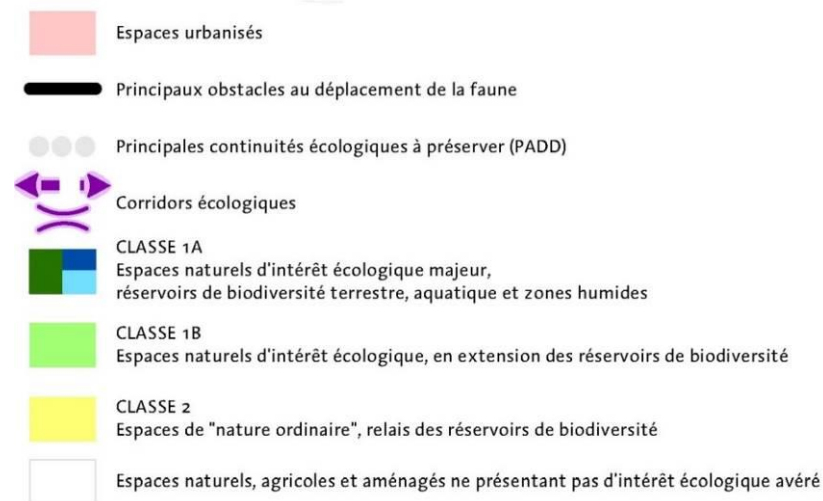 Espaces urbanisés
Principaux obstacles au déplacement de la faune
Principales continuités écologiques à préserver (PADD)
Corridors écologiques
CLASSE 1A
Espaces naturels d'intérêt écologique majeur,
réservoirs de biodiversité terrestre, aquatique et zones humides
CLASSE 1B
Espaces naturels d'intérêt écologique, en extension des réservoirs de biodiversité
CLASSE 2
Espaces de "nature ordinaire", relais des réservoirs de biodiversité
Espaces naturels, agricoles et aménagés ne présentant pas d'intérêt écologique avéré